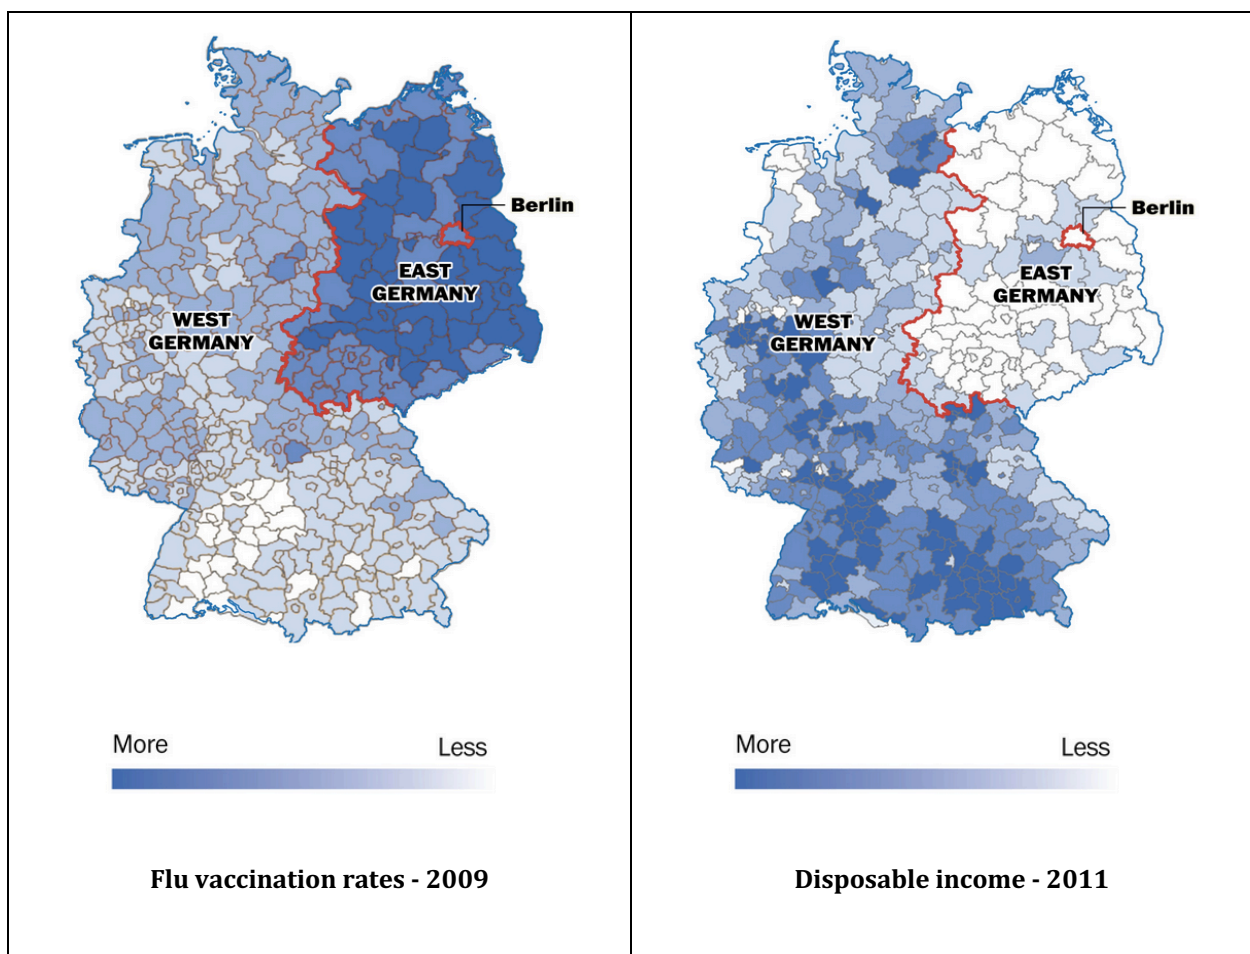 Berlin
EAST
GERMANY
WEST
GERMANY
More
Less
Flu vaccination rates - 2009
Berlin
EAST
GERMANY
WEST
GERMANY
More
Less
Disposable income - 2011